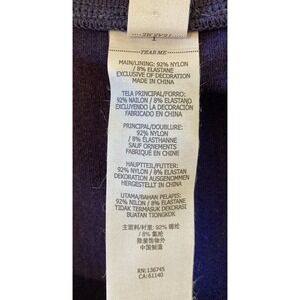 TEAR ME
MAIN/LINING: 92% NYLON
/ 8% ELASTANE
EXCLUSIVE OF DECORATION
MADE IN CHINA
TELA PRINCIPAL/FORRO:
92% NAILON / 8% ELASTANO
EXCLUYENDO LA DECORACIÓN
FABRICADO EN CHINA
PRINCIPAL/DOUBLURE:
92% NYLON
/ 8% ÉLASTHANNE
SAUF ORNEMENTS
FABRIQUÉ EN CHINE
HAUPTTEIL/FUTTER:
92% NYLON / 8% ELASTAN
DEKORATION AUSGENOMMEN
HERGESTELLT IN CHINA
UTAMA/BAHAN PELAPIS:
92% NILON / 8% ELASTANE
TIDAK TERMASUK DEKORASI
BUATAN TIONGKOK
主面料/衬里: 92% 锦纶
/ 8% 氨纶
除装饰物外
中国制造
RN:136745
CA:61140